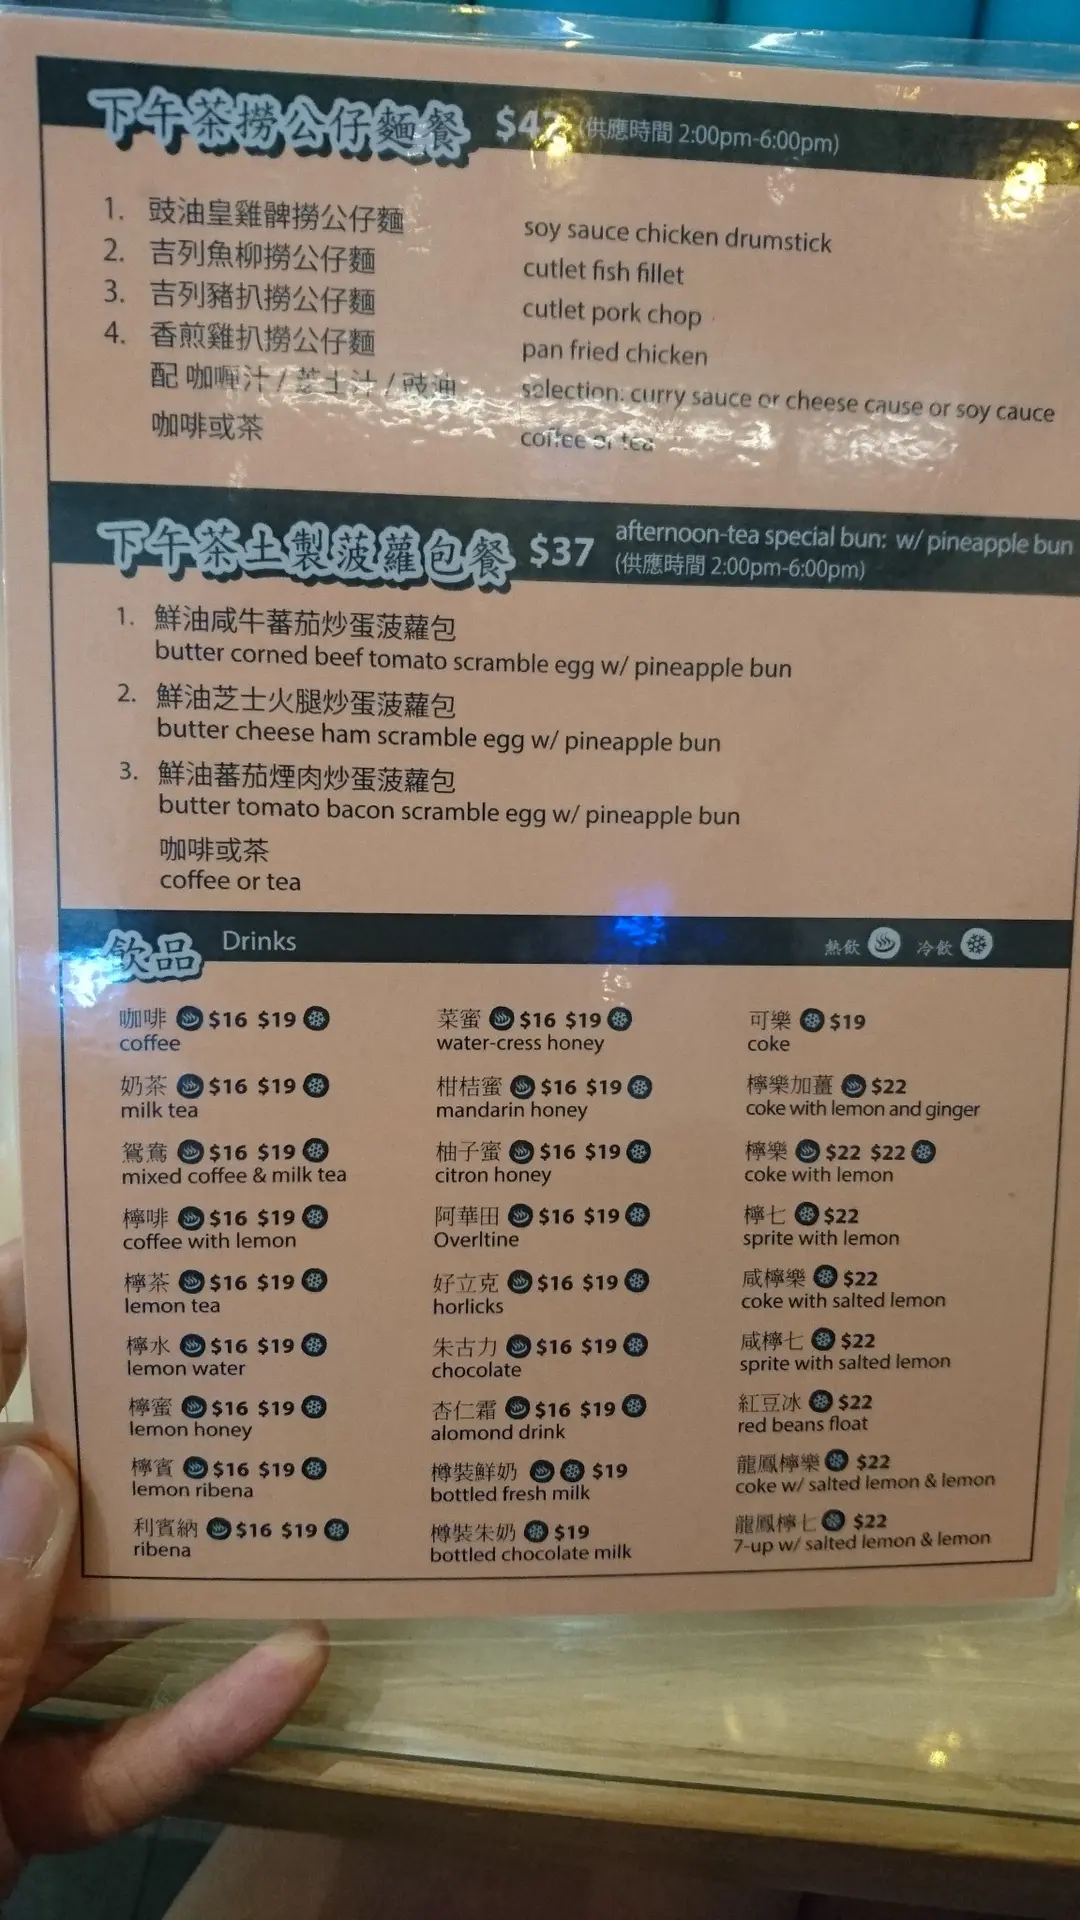 下午茶撈公仔麵餐 $42 (供應時間 2:00pm-6:00pm)
1. 豉油皇雞髀撈公仔麵 soy sauce chicken drumstick
2. 吉列魚柳撈公仔麵 cutlet fish fillet
3. 吉列豬扒撈公仔麵 cutlet pork chop
4. 香煎雞扒撈公仔麵 pan fried chicken
配 咖喱汁 / 芝士汁 / 豉油 selection: curry sauce or cheese cause or soy cauce
咖啡或茶 coffee or tea
下午茶土製菠蘿包餐 $37 afternoon-tea special bun: w/ pineapple bun
(供應時間 2:00pm-6:00pm)
1. 鮮油咸牛蕃茄炒蛋菠蘿包
butter corned beef tomato scramble egg w/ pineapple bun
2. 鮮油芝士火腿炒蛋菠蘿包
butter cheese ham scramble egg w/ pineapple bun
3. 鮮油蕃茄煙肉炒蛋菠蘿包
butter tomato bacon scramble egg w/ pineapple bun
咖啡或茶
coffee or tea
飲品 Drinks 熱飲 冷飲
咖啡 $16 $19
coffee
奶茶 $16 $19
milk tea
鴛鴦 $16 $19
mixed coffee & milk tea
檸啡 $16 $19
coffee with lemon
檸茶 $16 $19
lemon tea
檸水 $16 $19
lemon water
檸蜜 $16 $19
lemon honey
檸賓 $16 $19
lemon ribena
利賓納 $16 $19
ribena
菜蜜 $16 $19
water-cress honey
柑桔蜜 $16 $19
mandarin honey
柚子蜜 $16 $19
citron honey
阿華田 $16 $19
Overltine
好立克 $16 $19
horlicks
朱古力 $16 $19
chocolate
杏仁霜 $16 $19
alomond drink
樽裝鮮奶 $19
bottled fresh milk
樽裝朱奶 $19
bottled chocolate milk
可樂 $19
coke
檸樂加薑 $22
coke with lemon and ginger
檸樂 $22 $22
coke with lemon
檸七 $22
sprite with lemon
咸檸樂 $22
coke with salted lemon
咸檸七 $22
sprite with salted lemon
紅豆冰 $22
red beans float
龍鳳檸樂 $22
coke w/ salted lemon & lemon
龍鳳檸七 $22
7-up w/ salted lemon & lemon